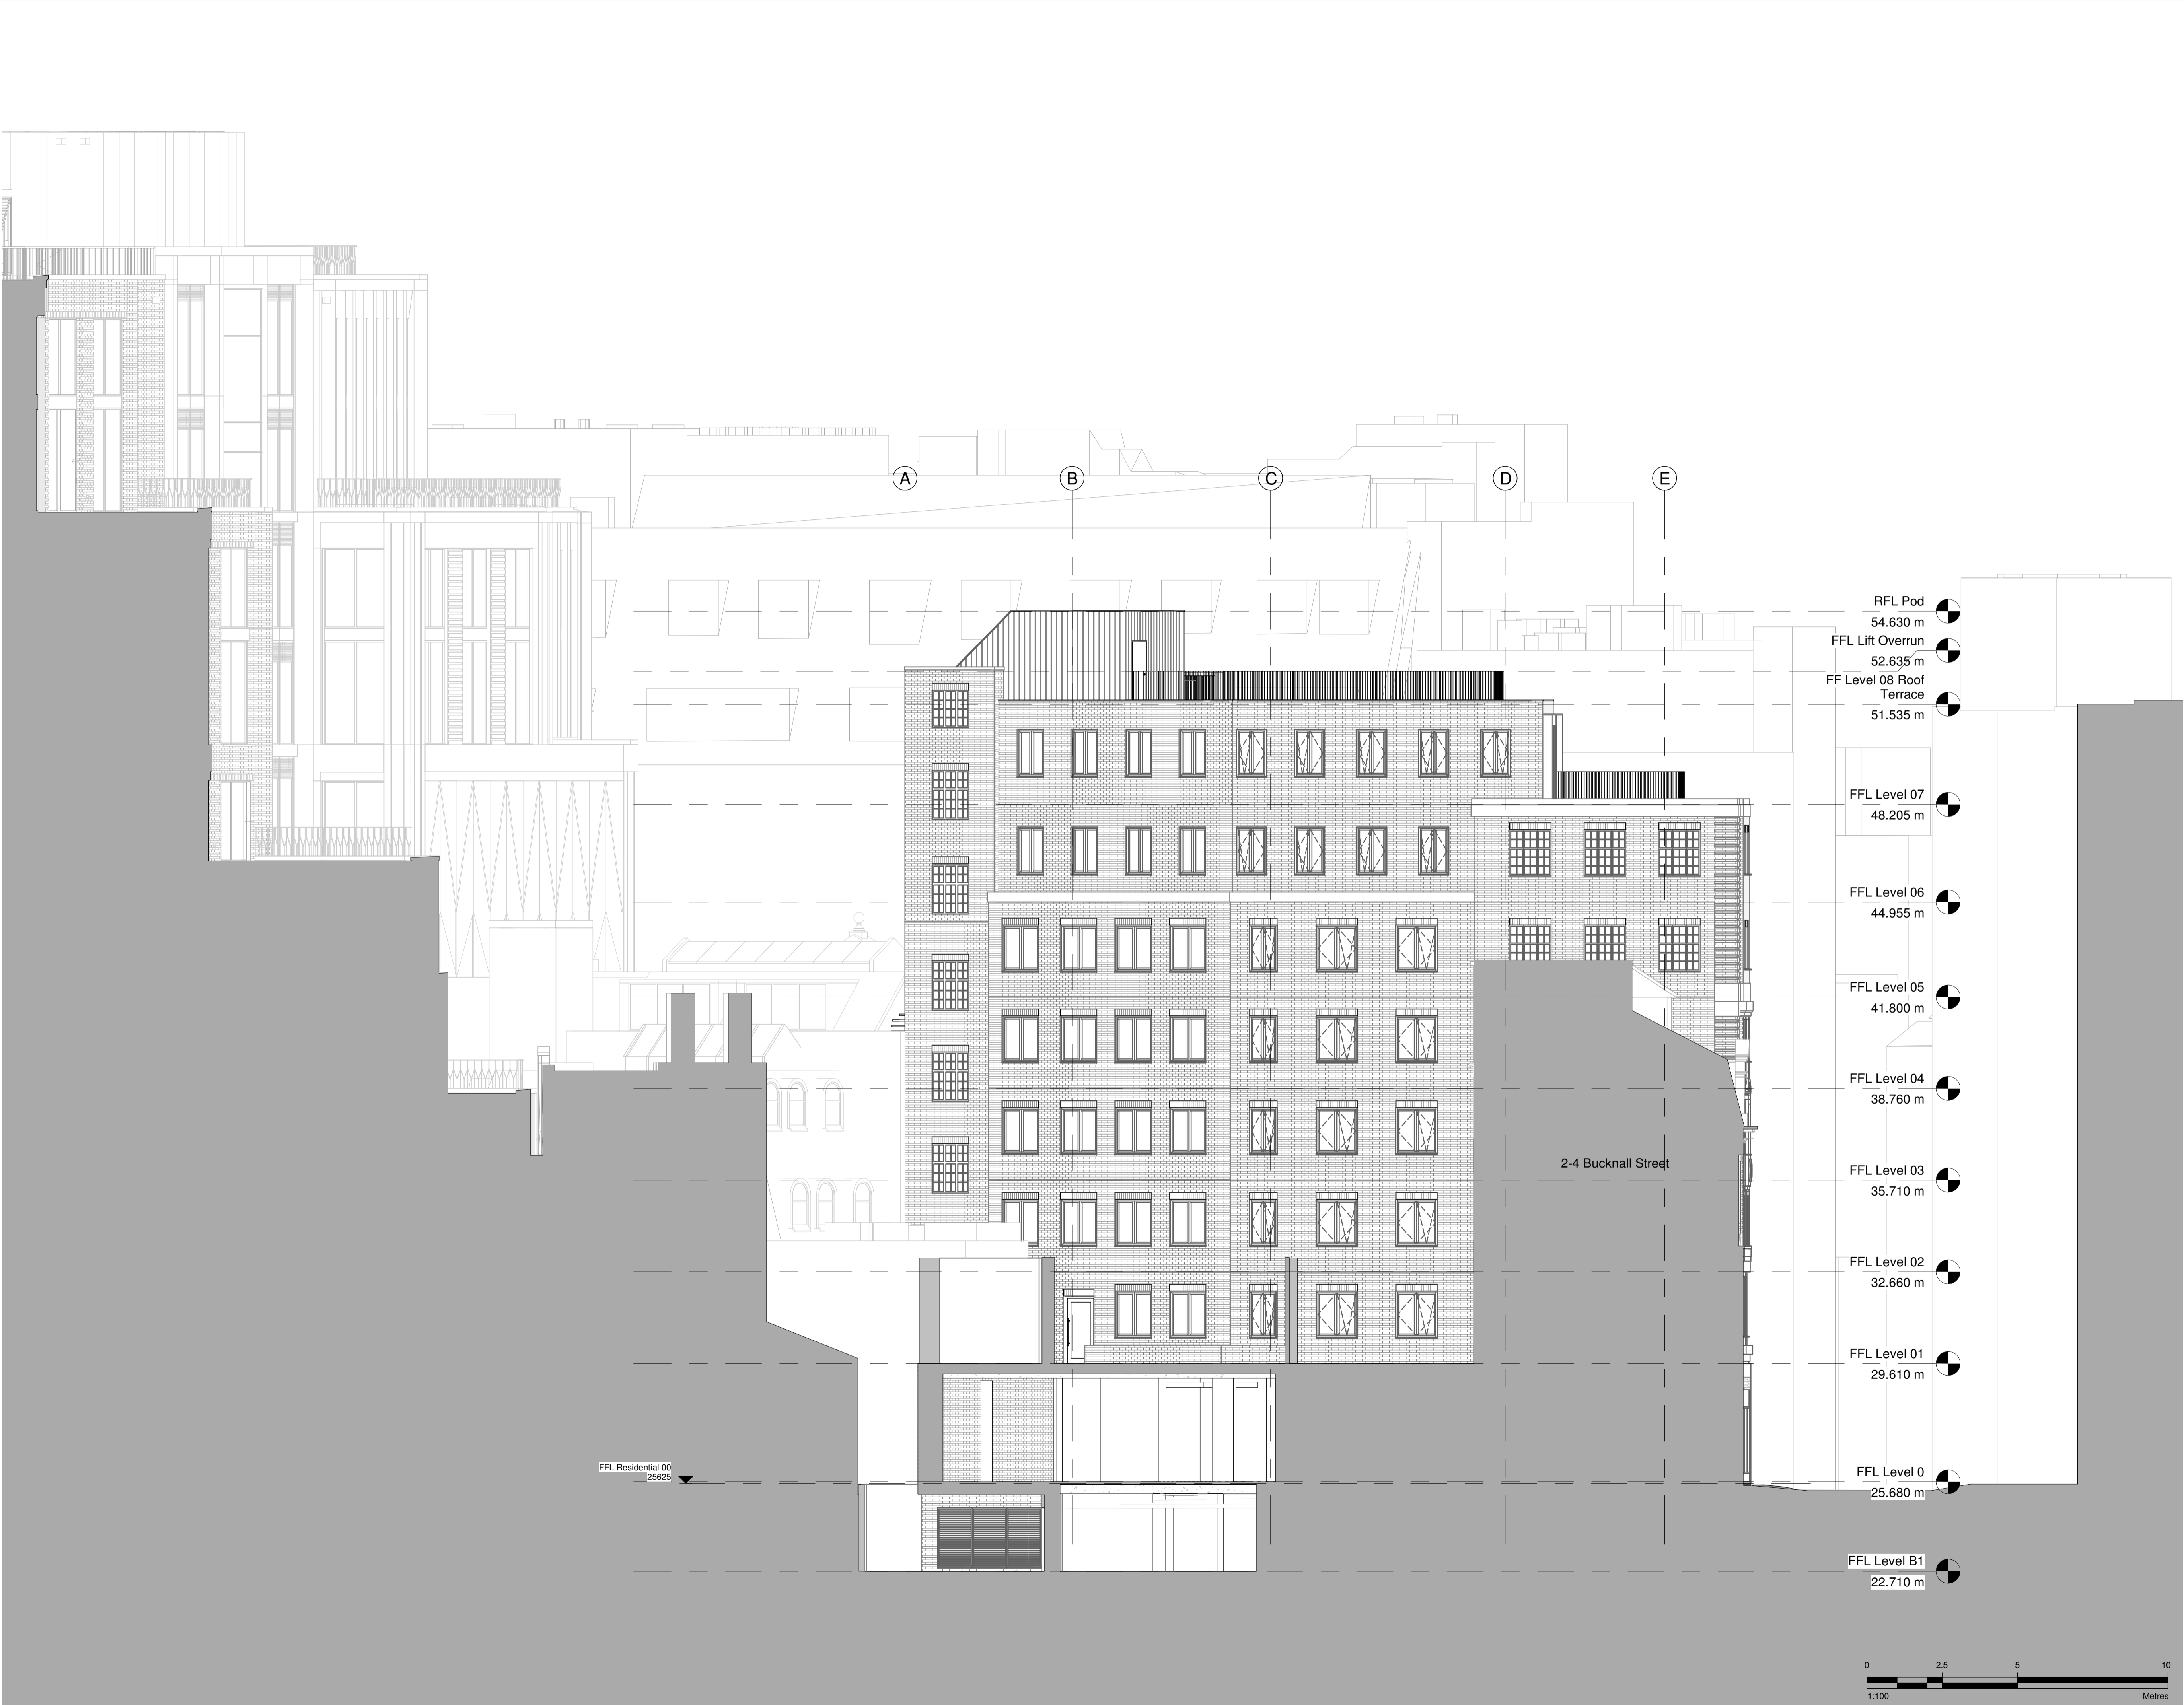 A
B
C
D
E
RFL Pod
54.630 m
FFL Lift Overrun
52.635 m
FF Level 08 Roof
Terrace
51.535 m
FFL Level 07
48.205 m
FFL Level 06
44.955 m
FFL Level 05
41.800 m
FFL Level 04
38.760 m
2-4 Bucknall Street
FFL Level 03
35.710 m
FFL Level 02
32.660 m
FFL Level 01
29.610 m
FFL Residential 00
25625
FFL Level 0
25.680 m
FFL Level B1
22.710 m
0 2.5 5 10
1:100 Metres